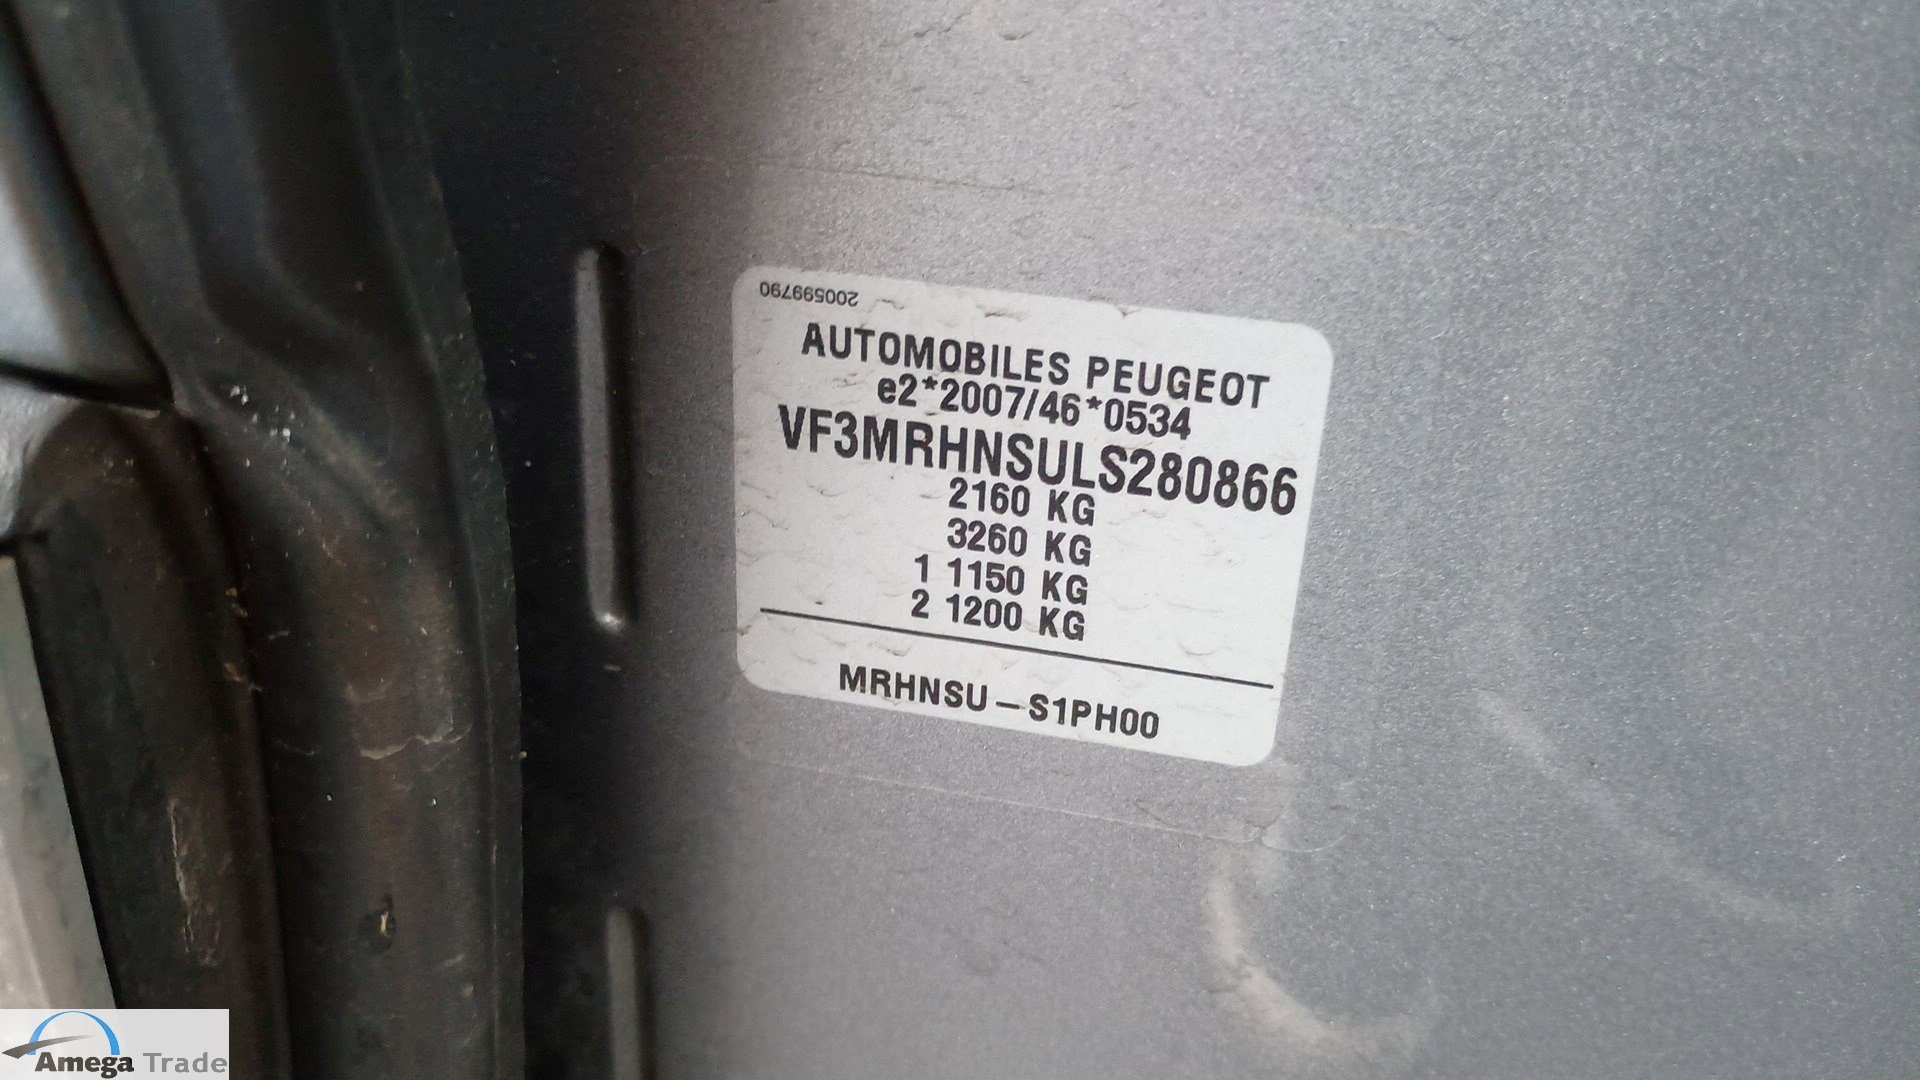 200599790
AUTOMOBILES PEUGEOT
e2*2007/46*0534
VF3MRHNSULS280866
2160 KG
3260 KG
1 1150 KG
2 1200 KG
MRHNSU – S1PH00
Amega Trade